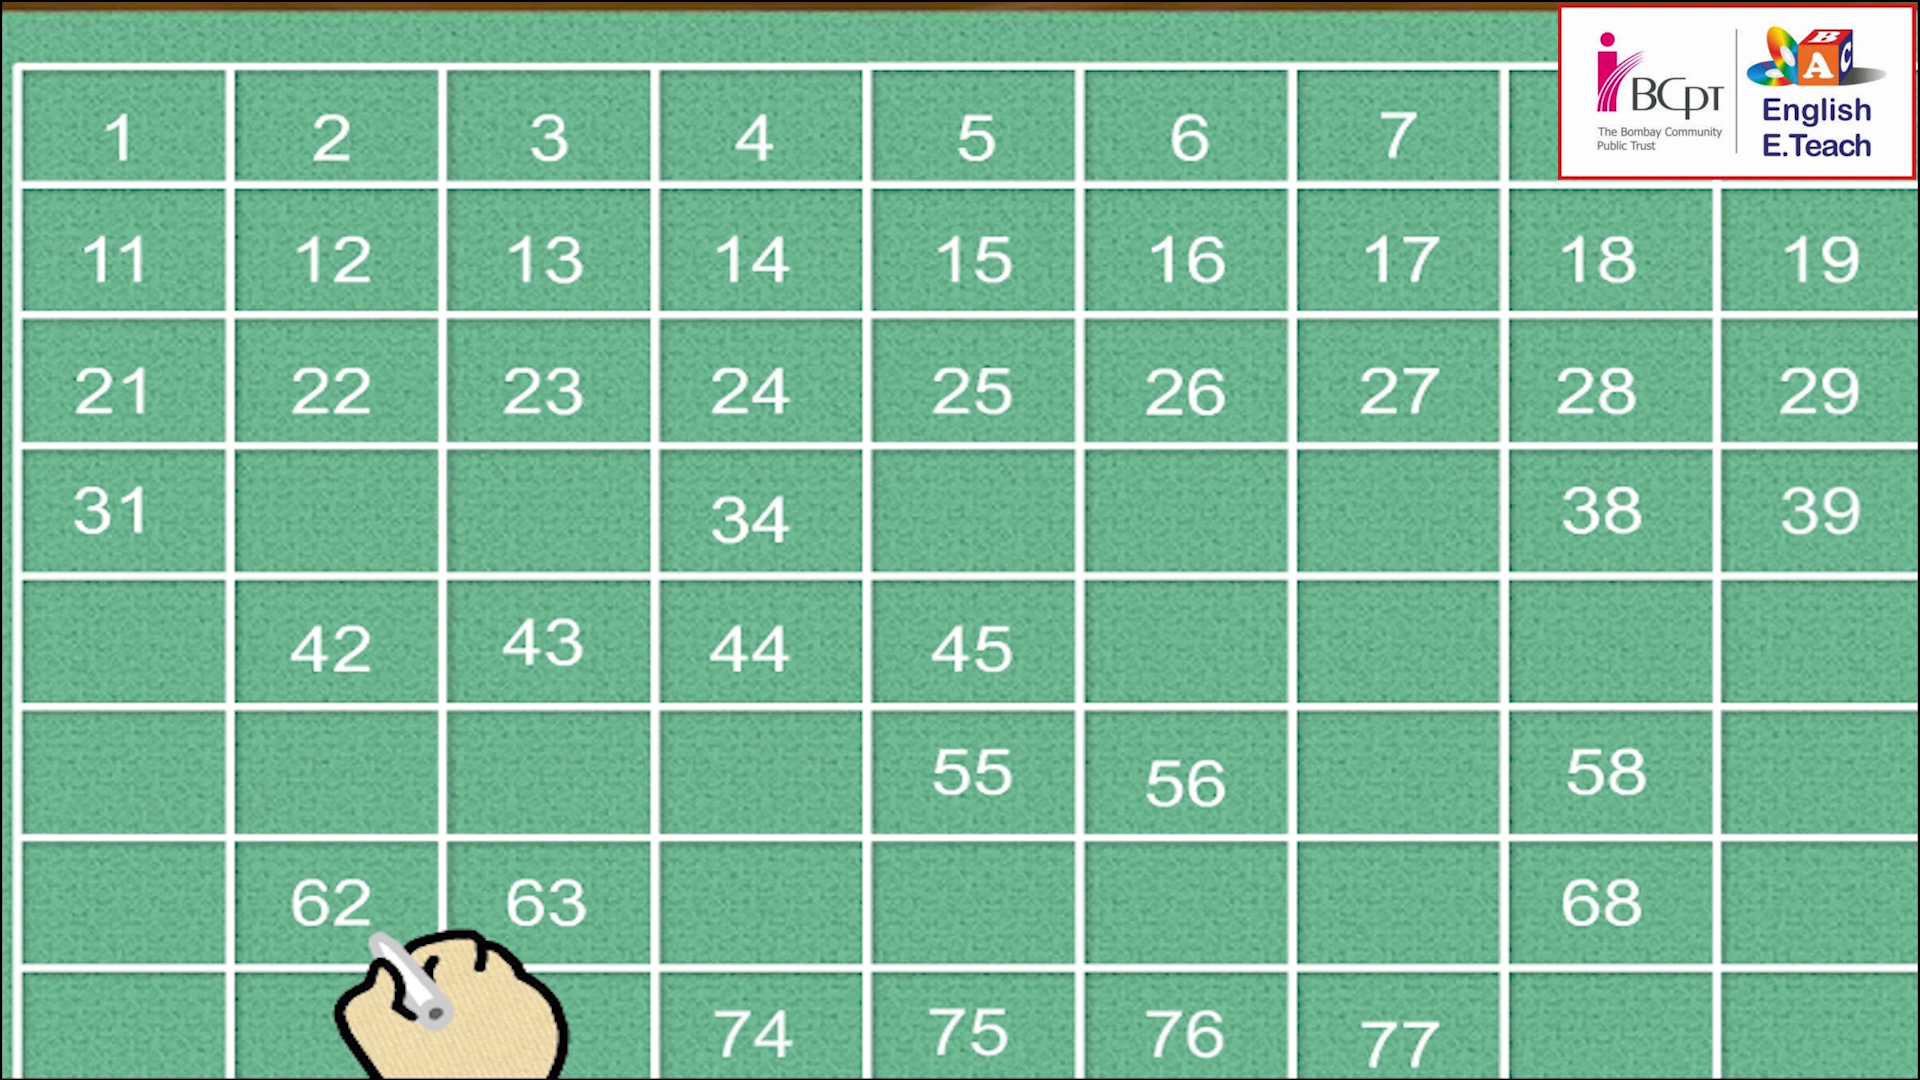 BCPT
The Bombay Community
Public Trust
B
A C
English
E.Teach
1 2 3 4 5 6 7
11 12 13 14 15 16 17 18 19
21 22 23 24 25 26 27 28 29
31 34 38 39
42 43 44 45
55 56 58
62 63 68
74 75 76 77